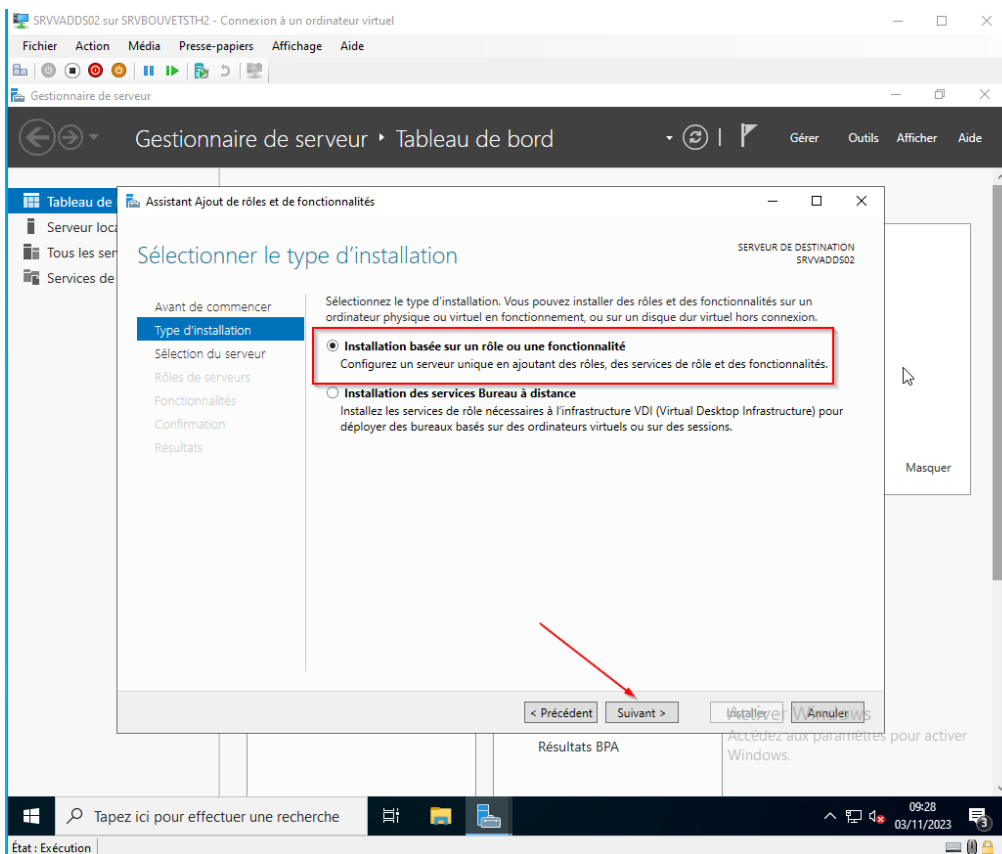 SRVVADDS02 sur SRVBOUVETSTH2 - Connexion à un ordinateur virtuel
Fichier Action Média Presse-papiers Affichage Aide
Gestionnaire de serveur
Gestionnaire de serveur Tableau de bord
Gérer Outils Afficher Aide
Tableau de
Serveur loca
Tous les ser
Services de
Assistant Ajout de rôles et de fonctionnalités
Sélectionner le type d'installation
SERVEUR DE DESTINATION
SRVVADDS02
Avant de commencer
Type d'installation
Sélection du serveur
Rôles de serveurs
Fonctionnalités
Confirmation
Résultats
Sélectionnez le type d'installation. Vous pouvez installer des rôles et des fonctionnalités sur un
ordinateur physique ou virtuel en fonctionnement, ou sur un disque dur virtuel hors connexion.
Installation basée sur un rôle ou une fonctionnalité
Configurez un serveur unique en ajoutant des rôles, des services de rôle et des fonctionnalités.
Installation des services Bureau à distance
Installez les services de rôle nécessaires à l'infrastructure VDI (Virtual Desktop Infrastructure) pour
déployer des bureaux basés sur des ordinateurs virtuels ou sur des sessions.
Masquer
< Précédent Suivant > Installer Annuler
Activer Windows
Accédez aux paramètres pour activer
Windows.
Résultats BPA
Tapez ici pour effectuer une recherche
09:28
03/11/2023
3
État : Exécution